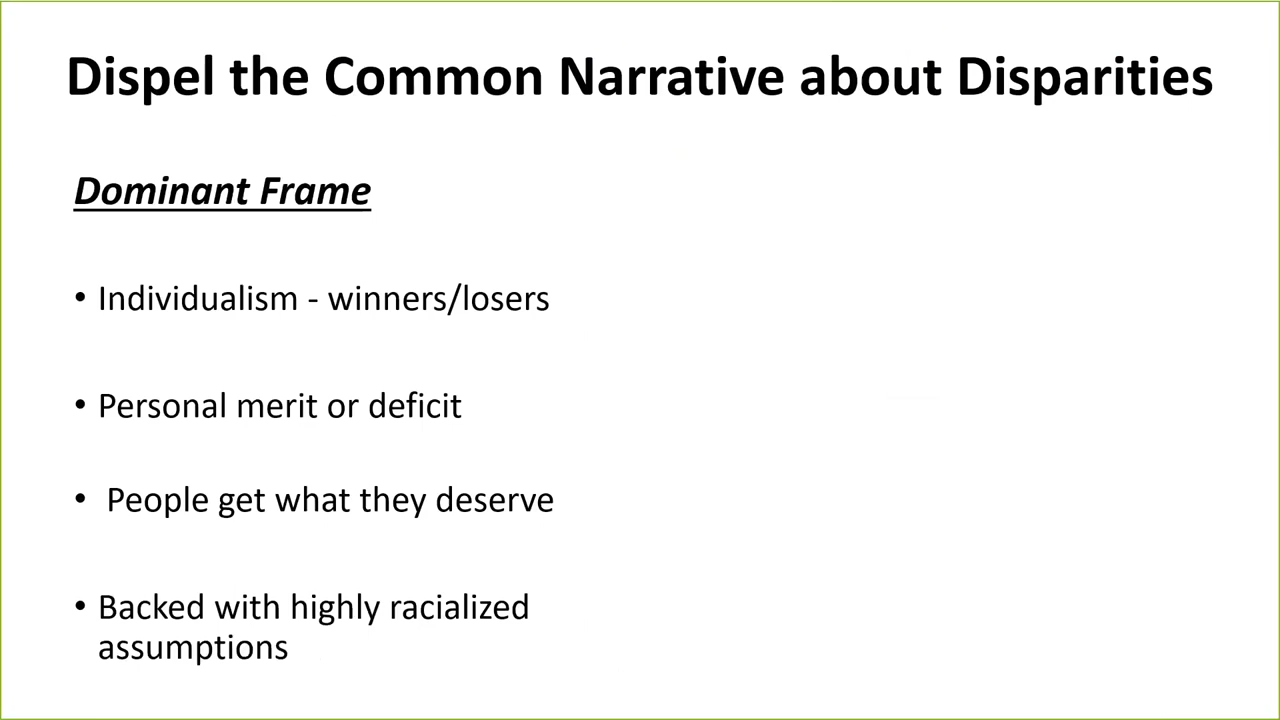 Dispel the Common Narrative about Disparities
Dominant Frame
• Individualism - winners/losers
• Personal merit or deficit
• People get what they deserve
• Backed with highly racialized
assumptions